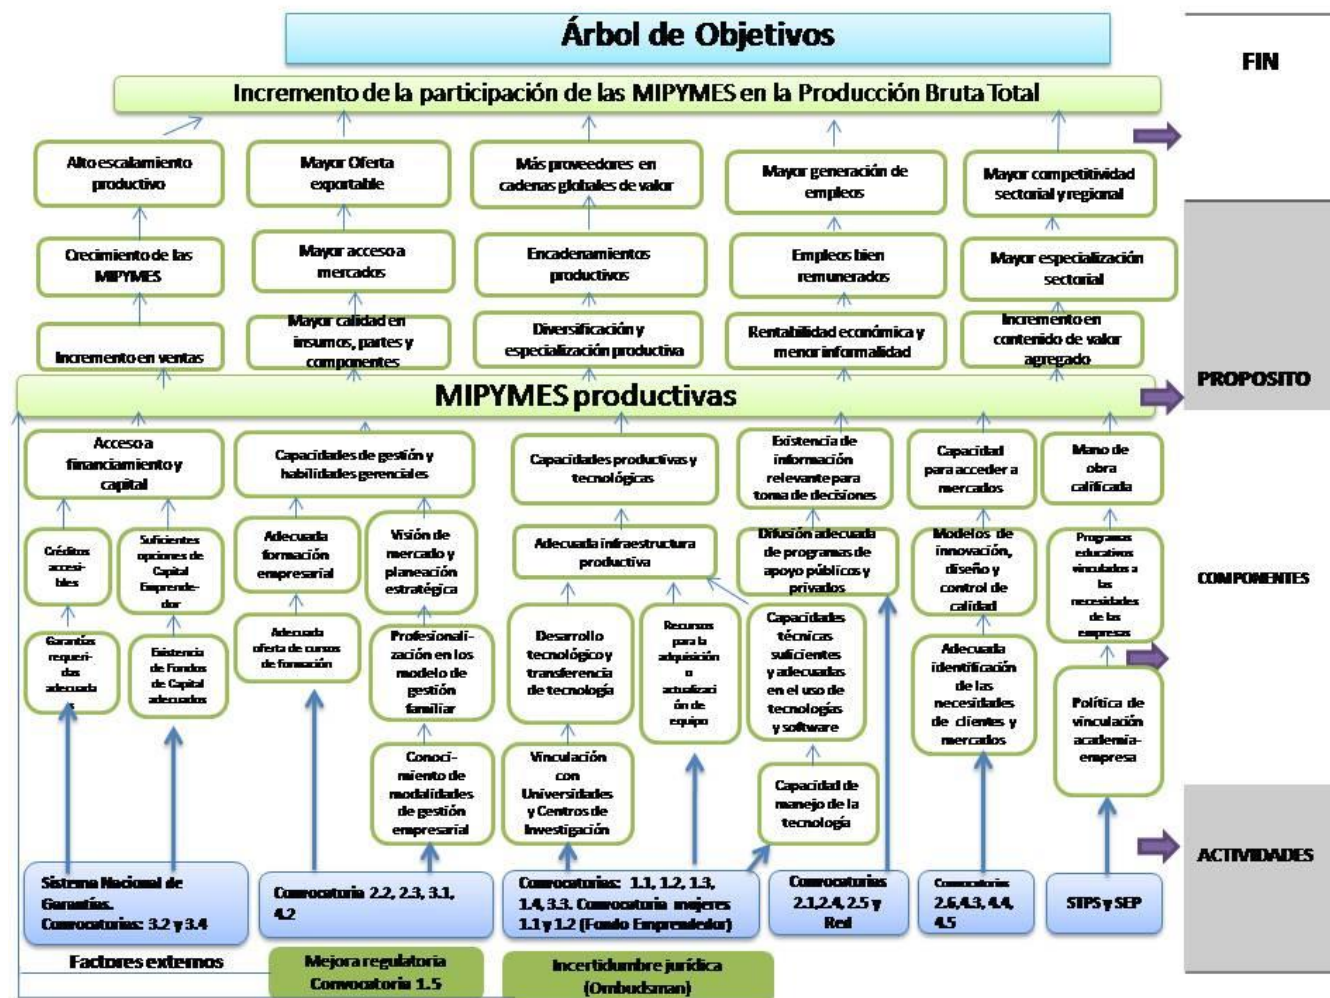 Árbol de Objetivos
FIN
Incremento de la participación de las MIPYMES en la Producción Bruta Total
Alto escalamiento
productivo
Mayor Oferta
exportable
Más proveedores en
cadenas globales de valor
Mayor generación de
empleos
Mayor competitividad
sectorial y regional
Crecimiento de las
MIPYMES
Mayor acceso a
mercados
Encadenamientos
productivos
Empleos bien
remunerados
Mayor especialización
sectorial
Incremento en ventas
Mayor calidad en
insumos, partes y
componentes
Diversificación y
especialización productiva
Rentabilidad económica y
menor informalidad
Incremento en
contenido de valor
agregado
MIPYMES productivas
PROPOSITO
Acceso a
financiamiento y
capital
Capacidades de gestión y
habilidades gerenciales
Capacidades productivas y
tecnológicas
Existencia de
información
relevante para
toma de decisiones
Capacidad
para acceder a
mercados
Mano de
obra
calificada
Créditos
accesi-
bles
Suficientes
opciones de
Capital
Emprende-
dor
Adecuada
formación
empresarial
Visión de
mercado y
planeación
estratégica
Adecuada infraestructura
productiva
Difusión adecuada
de programas de
apoyo públicos y
privados
Modelos de
innovación,
diseño y
control de
calidad
Programas
educativos
vinculados a
las
necesidades
de las
empresas
COMPONENTES
Garantías
requeri-
das
adecuada
s
Existencia
de Fondos
de Capital
adecuados
Adecuada
oferta de cursos
de formación
Profesionali-
zación en los
modelo de
gestión
familiar
Desarrollo
tecnológico y
transferencia
de tecnología
Recursos
para la
adquisición
o
actualizaci
ón de
equipo
Capacidades
técnicas
suficientes
y adecuadas
en el uso de
tecnologías
y software
Adecuada
identificación
de las
necesidades
de clientes y
mercados
Política de
vinculación
academia-
empresa
Conoci-
miento de
modalidades
de gestión
empresarial
Vinculación
con
Universidades
y Centros de
Investigación
Capacidad de
manejo de la
tecnología
ACTIVIDADES
Sistema Nacional de
Garantías.
Convocatorias: 3.2 y 3.4
Convocatoria 2.2, 2.3, 3.1,
4.2
Convocatorias: 1.1, 1.2, 1.3,
1.4, 3.3. Convocatoria mujeres
1.1 y 1.2 (Fondo Emprendedor)
Convocatorias
2.1,2.4, 2.5 y
Red
Convocatorias
2.6,4.3, 4.4,
4.5
STPS y SEP
Factores externos
Mejora regulatoria
Convocatoria 1.5
Incertidumbre jurídica
(Ombudsman)